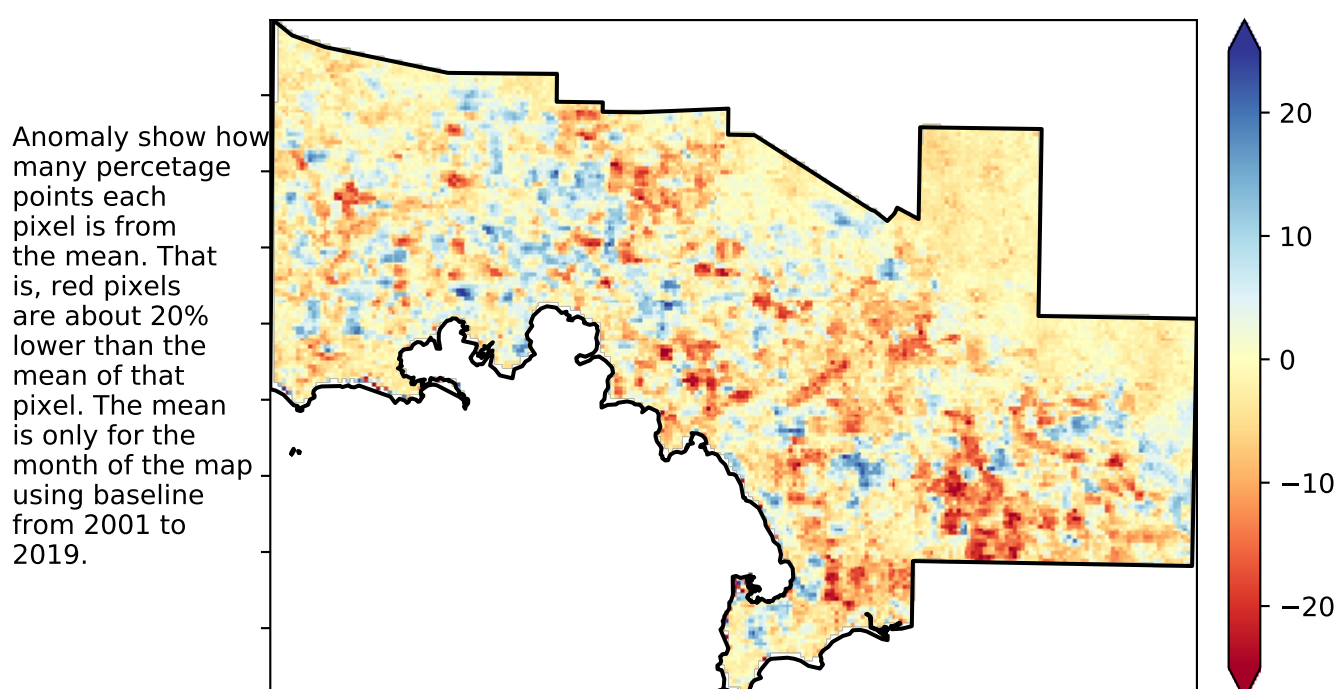 Anomaly show how
many percetage
points each
pixel is from
the mean. That
is, red pixels
are about 20%
lower than the
mean of that
pixel. The mean
is only for the
month of the map
using baseline
from 2001 to
2019.
20
10
0
−10
−20